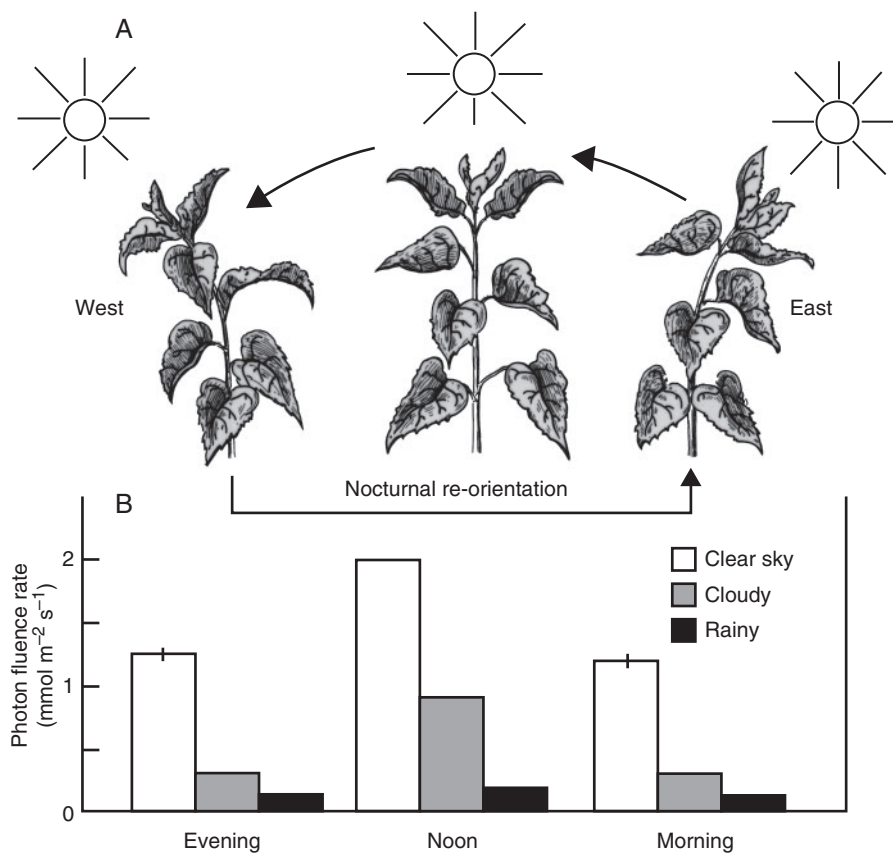 A
West
East
Nocturnal re-orientation
B
Photon fluence rate
(mmol m⁻² s⁻¹)
2
1
0
Clear sky
Cloudy
Rainy
Evening
Noon
Morning